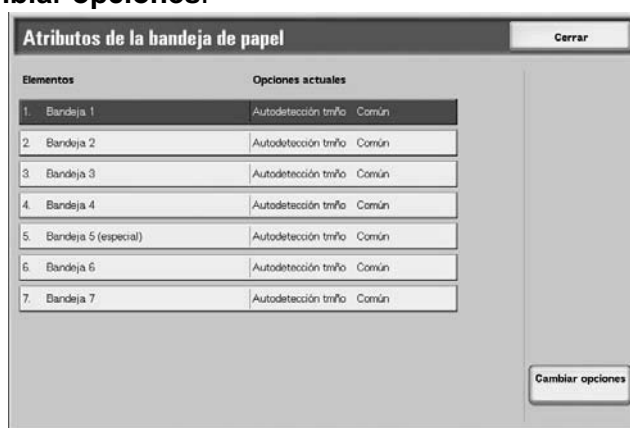 biar opciones.
Atributos de la bandeja de papel Cerrar
Elementos Opciones actuales
1. Bandeja 1 Autodetección tmño Común
2. Bandeja 2 Autodetección tmño Común
3. Bandeja 3 Autodetección tmño Común
4. Bandeja 4 Autodetección tmño Común
5. Bandeja 5 (especial) Autodetección tmño Común
6. Bandeja 6 Autodetección tmño Común
7. Bandeja 7 Autodetección tmño Común
Cambiar opciones